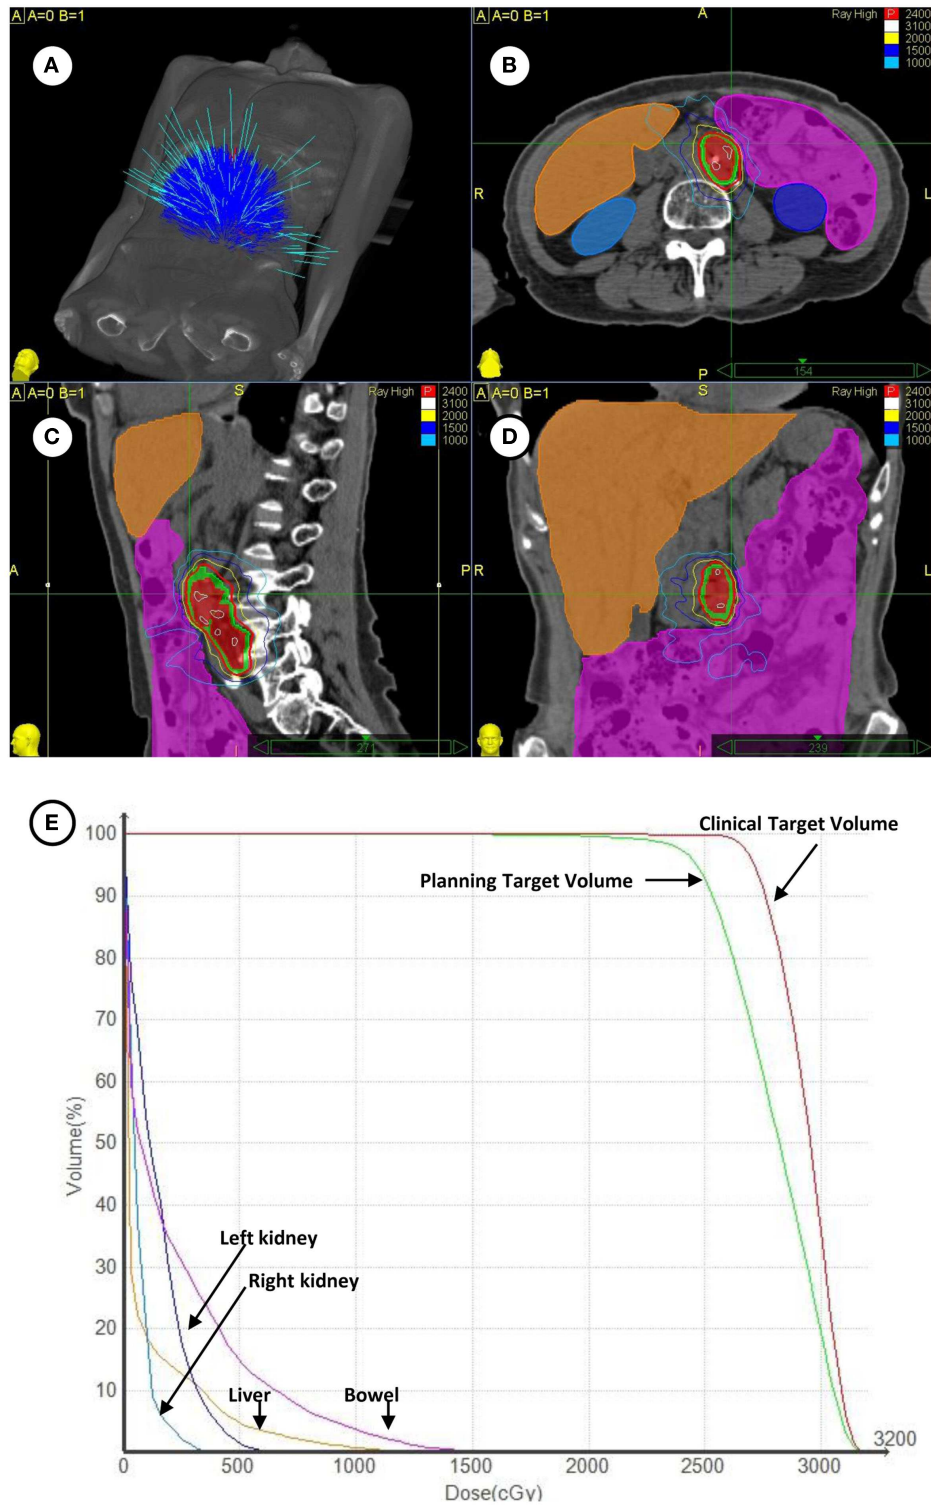 A A=0 B=1
A
A A=0 B=1
A
Ray High
P 2400
3100
2000
1500
1000
B
R
L
P
154
A A=0 B=1
S
Ray High
P 2400
3100
2000
1500
1000
C
A
P
I
271
A A=0 B=1
S
Ray High
P 2400
3100
2000
1500
1000
D
R
L
I
239
E
100
90
80
70
60
50
40
30
20
10
Volume(%)
Clinical Target Volume
Planning Target Volume
Left kidney
Right kidney
Liver
Bowel
3200
0 500 1000 1500 2000 2500 3000
Dose(cGy)